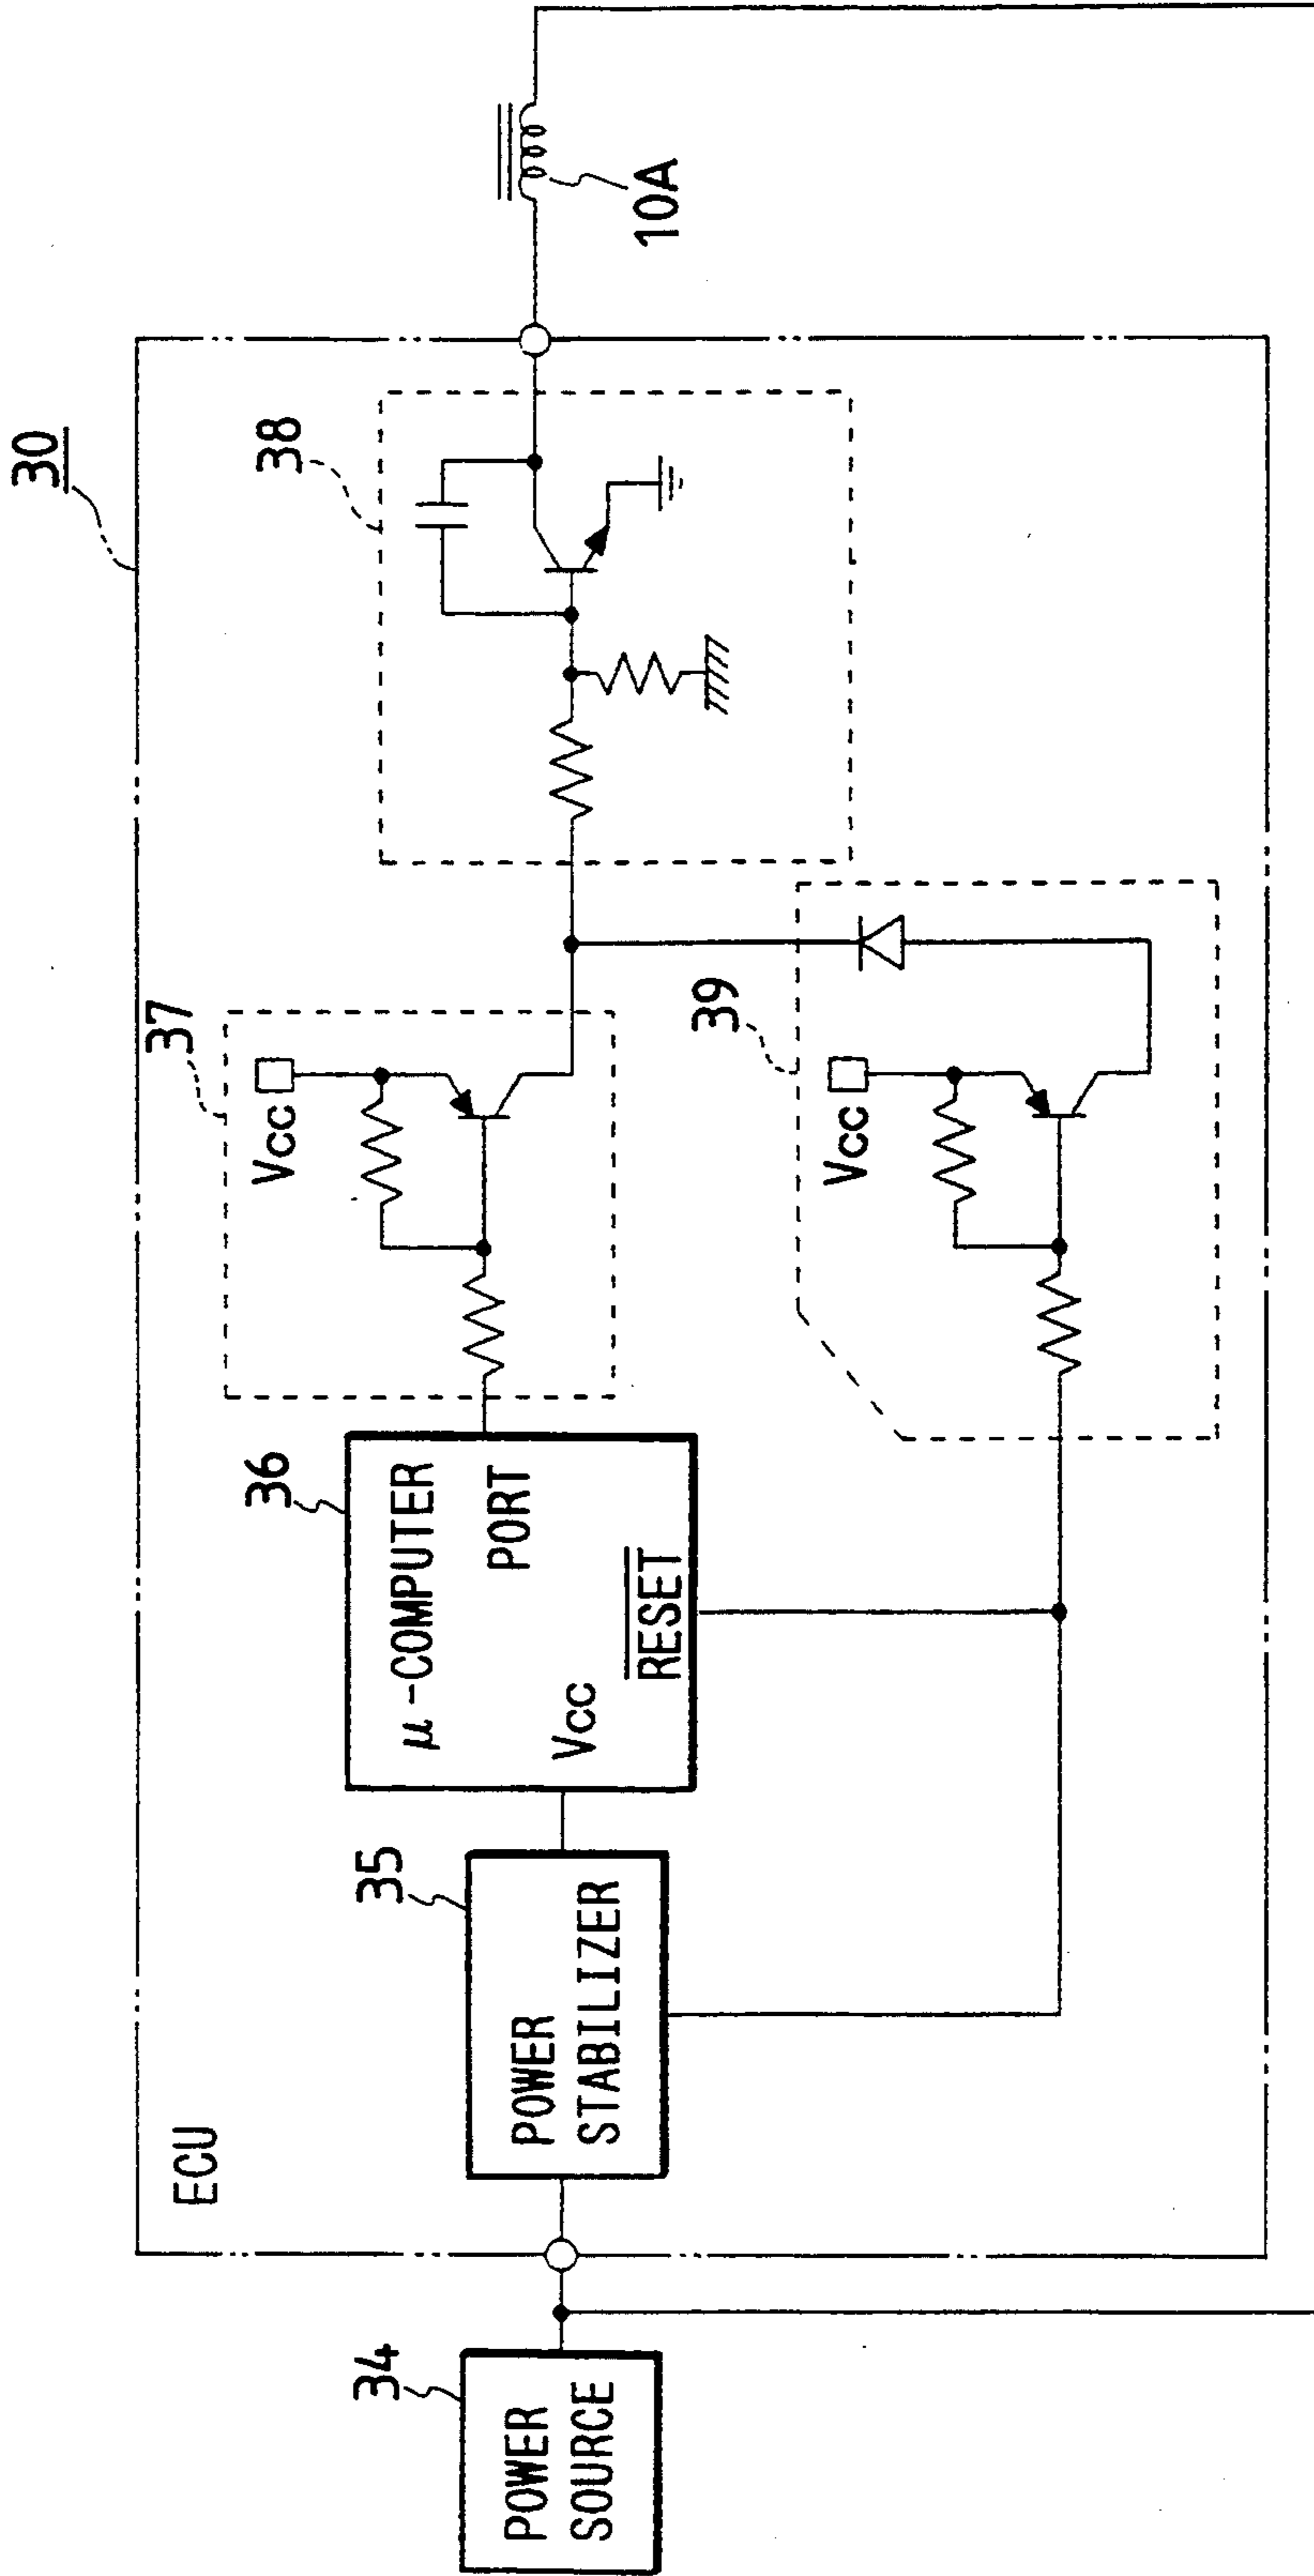 30
ECU
34
POWER
SOURCE
35
POWER
STABILIZER
36
μ-COMPUTER
PORT
Vcc
RESET
37
Vcc
38
39
Vcc
10A